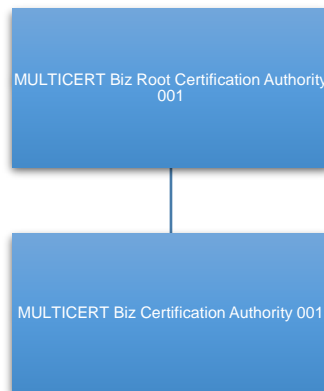 MULTICERT Biz Root Certification Authority
001
MULTICERT Biz Certification Authority 001